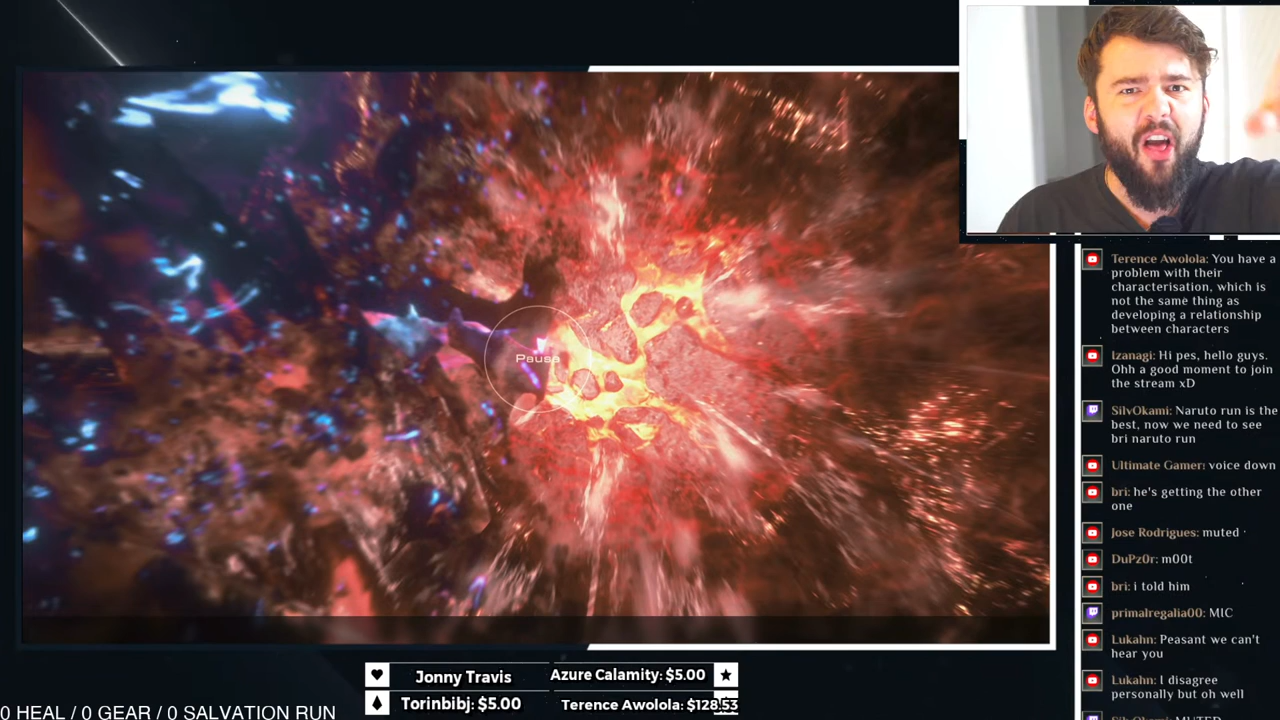 Pause
Terence Awolola: You have a
problem with their
characterisation, which is
not the same thing as
developing a relationship
between characters
Izanagi: Hi pes, hello guys.
Ohh a good moment to join
the stream xD
SilvOkami: Naruto run is the
best, now we need to see
bri naruto run
Ultimate Gamer: voice down
bri: he's getting the other
one
Jose Rodrigues: muted
DuPz0r: m00t
bri: i told him
primalregalia00: MIC
Lukahn: Peasant we can't
hear you
Lukahn: I disagree
personally but oh well
SilvOkami: MUTED
Jonny Travis
Azure Calamity: $5.00
Torinbibj: $5.00
Terence Awolola: $128.53
0 HEAL / 0 GEAR / 0 SALVATION RUN